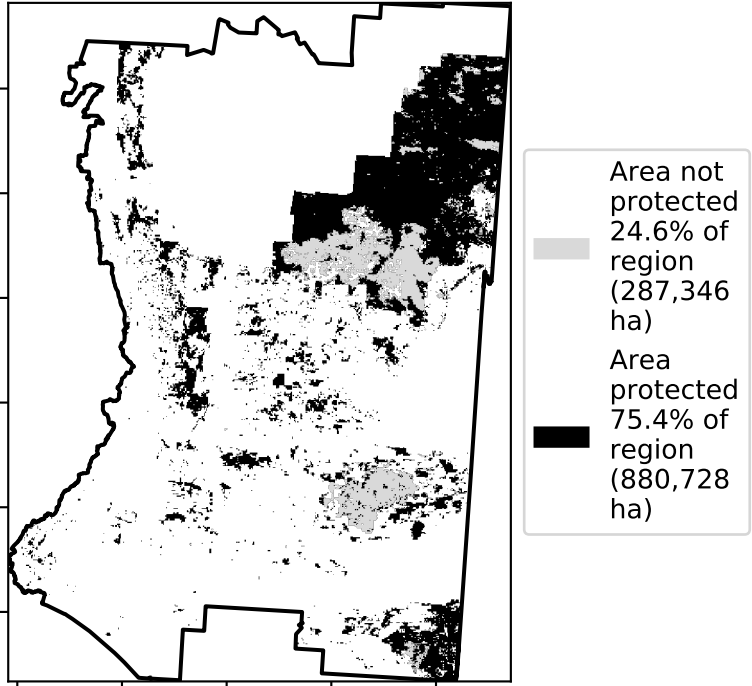 Area not
protected
24.6% of
region
(287,346
ha)
Area
protected
75.4% of
region
(880,728
ha)